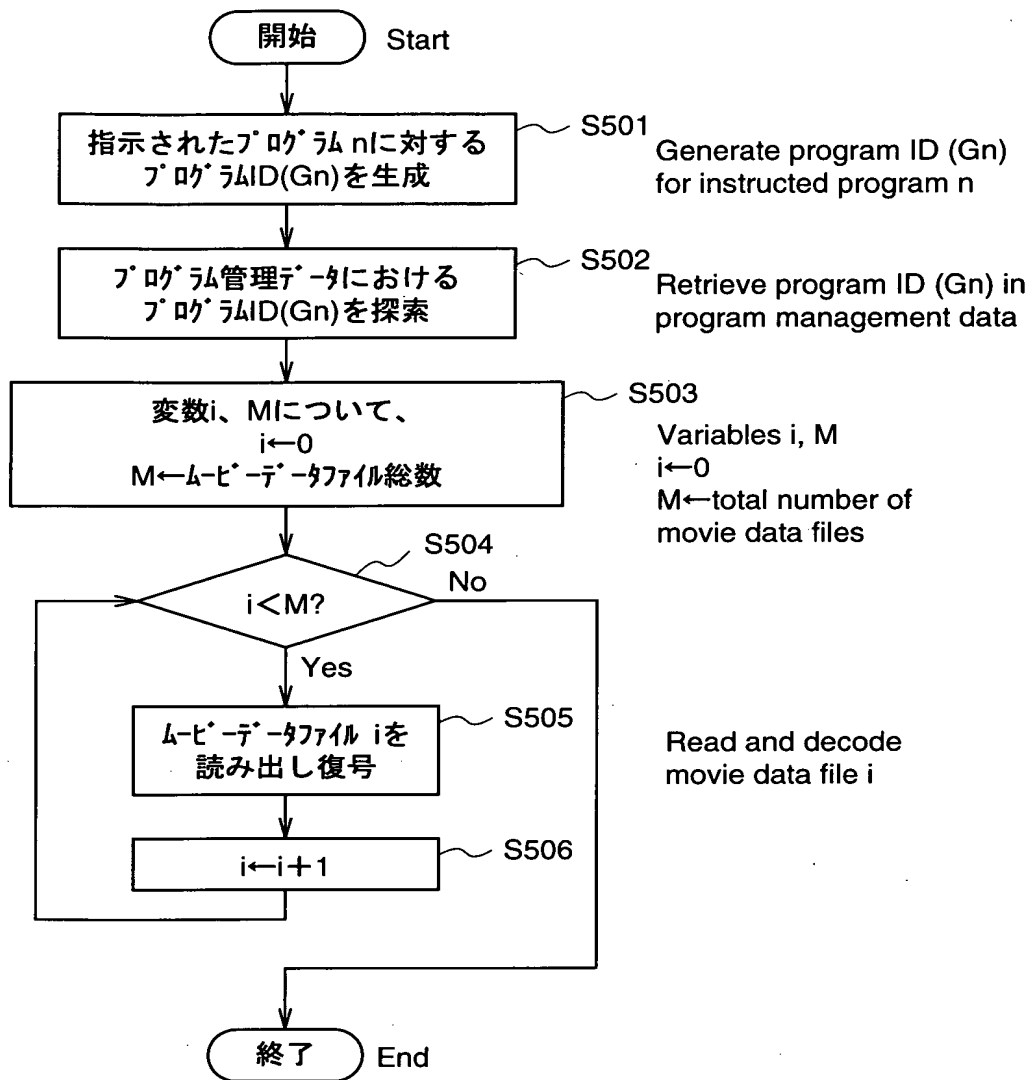 開始 Start
指示されたﾌﾟﾛｸﾞﾗﾑ nに対する
ﾌﾟﾛｸﾞﾗﾑID(Gn)を生成
S501
Generate program ID (Gn)
for instructed program n
ﾌﾟﾛｸﾞﾗﾑ管理ﾃﾞｰﾀにおける
ﾌﾟﾛｸﾞﾗﾑID(Gn)を探索
S502
Retrieve program ID (Gn) in
program management data
変数i、Mについて、
i←0
M←ﾑｰﾋﾞｰﾃﾞｰﾀﾌｧｲﾙ総数
S503
Variables i, M
i←0
M←total number of
movie data files
S504
i＜M?
No
Yes
ﾑｰﾋﾞｰﾃﾞｰﾀﾌｧｲﾙ iを
読み出し復号
S505
Read and decode
movie data file i
i←i＋1
S506
終了 End